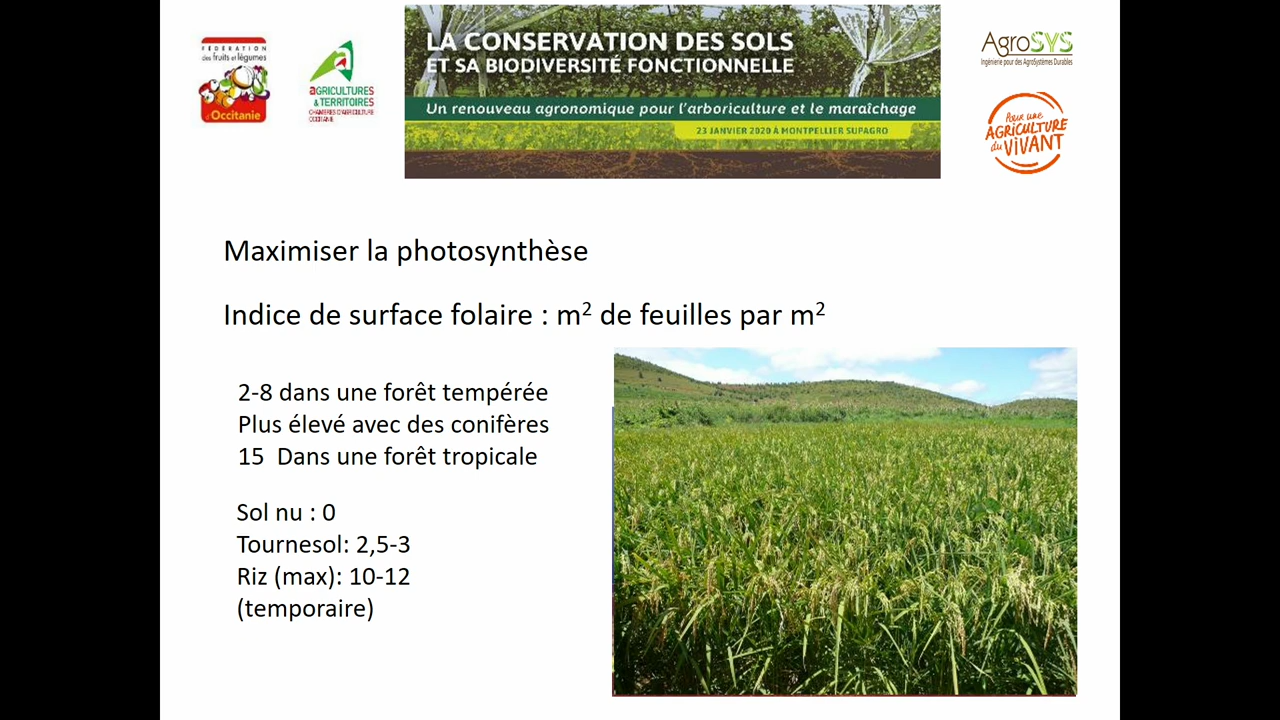 FÉDÉRATION
des fruits et légumes
d'Occitanie
AGRICULTURES
& TERRITOIRES
CHAMBRES D'AGRICULTURE
OCCITANIE
LA CONSERVATION DES SOLS
ET SA BIODIVERSITÉ FONCTIONNELLE
Un renouveau agronomique pour l'arboriculture et le maraîchage
23 JANVIER 2020 À MONTPELLIER SUPAGRO
AgroSYS
Ingénierie pour des AgroSystèmes Durables
Pour une
AGRICULTURE
du VIVANT
Maximiser la photosynthèse
Indice de surface folaire : m² de feuilles par m²
2-8 dans une forêt tempérée
Plus élevé avec des conifères
15 Dans une forêt tropicale
Sol nu : 0
Tournesol: 2,5-3
Riz (max): 10-12
(temporaire)